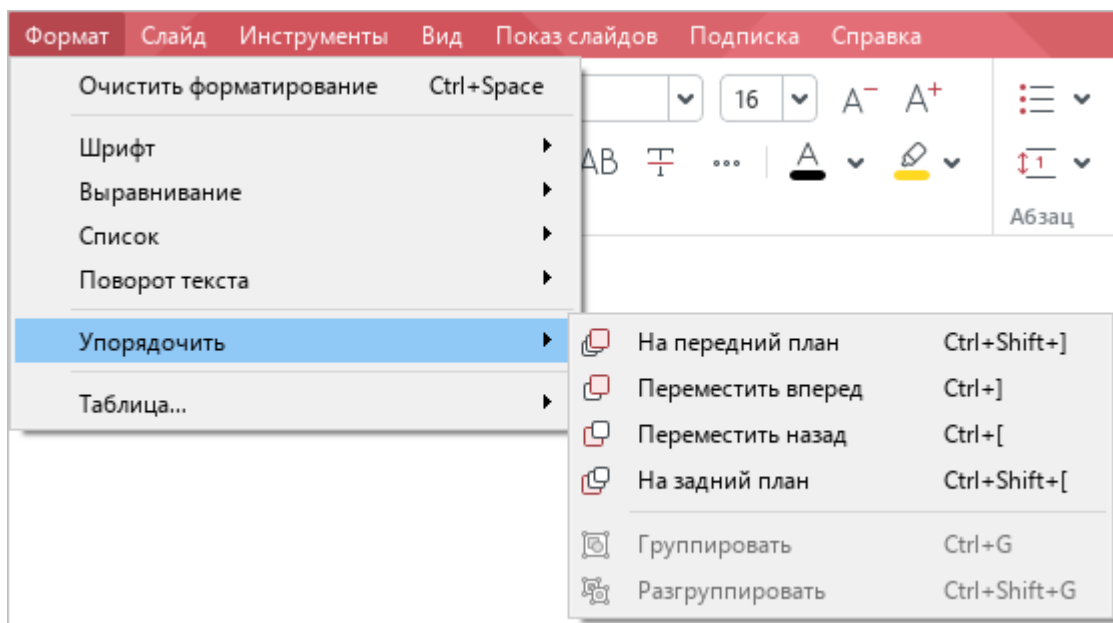 Формат Слайд Инструменты Вид Показ слайдов Подписка Справка
Очистить форматирование Ctrl+Space
16 A− A+
Шрифт
AB T ... A
1
Выравнивание
Абзац
Список
Поворот текста
Упорядочить
На передний план Ctrl+Shift+]
Переместить вперед Ctrl+]
Таблица...
Переместить назад Ctrl+[
На задний план Ctrl+Shift+[
Группировать Ctrl+G
Разгруппировать Ctrl+Shift+G